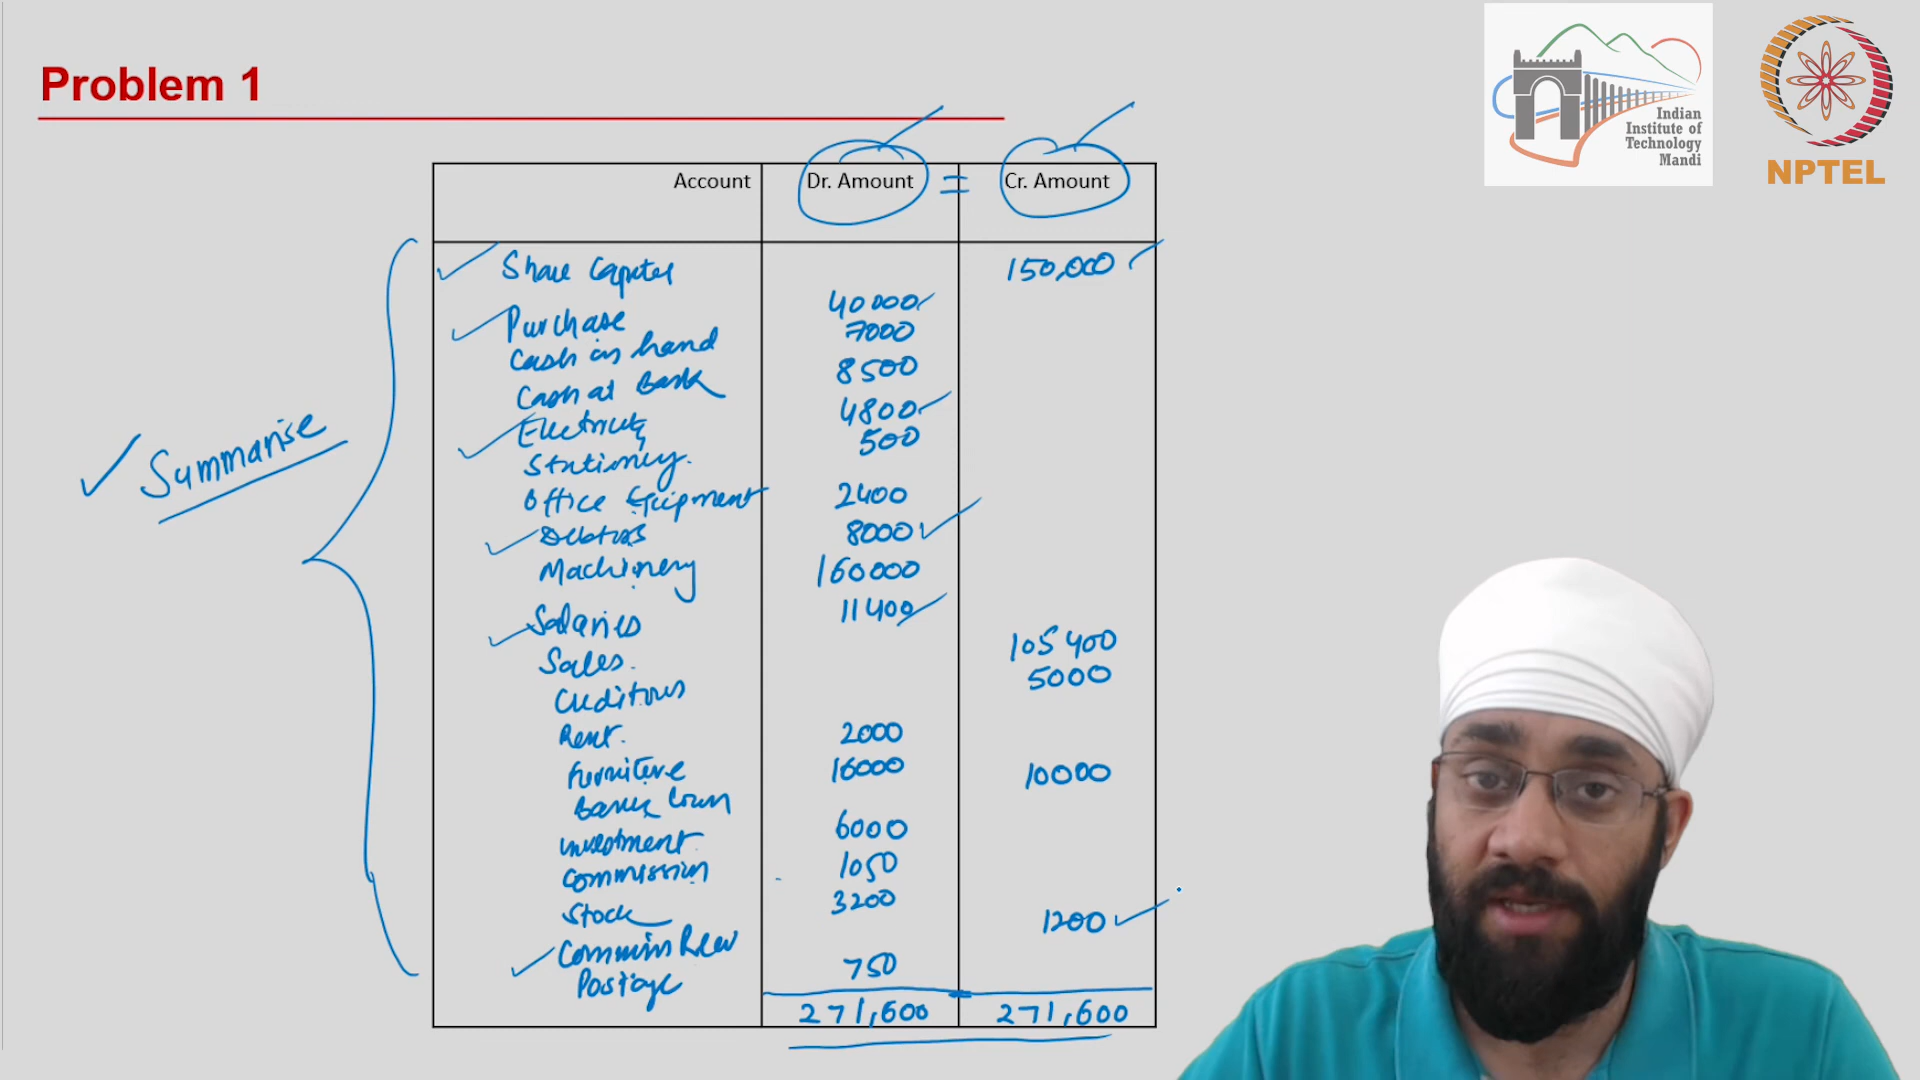 Problem 1
Indian
Institute of
Technology
Mandi
NPTEL
Account Dr. Amount = Cr. Amount
Share Capital 150,000
Purchase 40000
Cash in hand 7000
Cash at Bank 8500
Electricity 4800
Stationery. 500
Office Equipment 2400
Debtors 8000
Machinery 160000
Salaries 11400
Sales. 105400
Creditors 5000
Rent. 2000
Furniture 16000
Bank loan 10000
Investment 6000
Commission 1050
Stock 3200
Commissn Recv 1200
Postage 750
271,600 = 271,600
Summarise